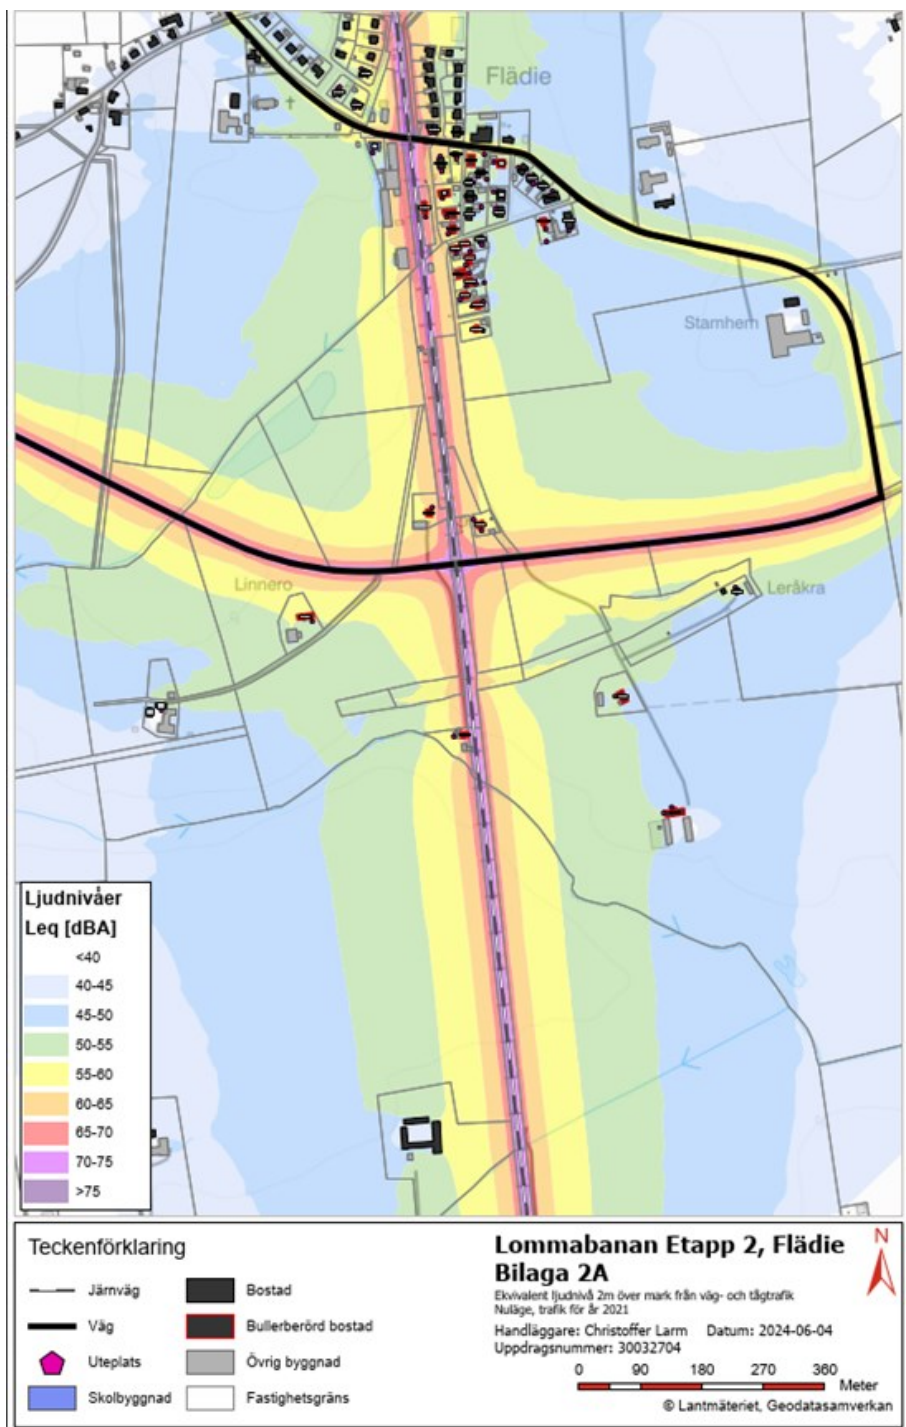 Flädie
Stamhem
Linnero
Leråkra
Ljudnivåer
Leq [dBA]
<40
40-45
45-50
50-55
55-60
60-65
65-70
70-75
>75
Teckenförklaring
Järnväg
Väg
Uteplats
Skolbyggnad
Bostad
Bullerberörd bostad
Övrig byggnad
Fastighetsgräns
Lommabanan Etapp 2, Flädie
Bilaga 2A
Ekvivalent ljudnivå 2m över mark från väg- och tågtrafik
Nuläge, trafik för år 2021
Handläggare: Christoffer Larm Datum: 2024-06-04
Uppdragsnummer: 30032704
N
0 90 180 270 360
Meter
© Lantmäteriet, Geodatasamverkan